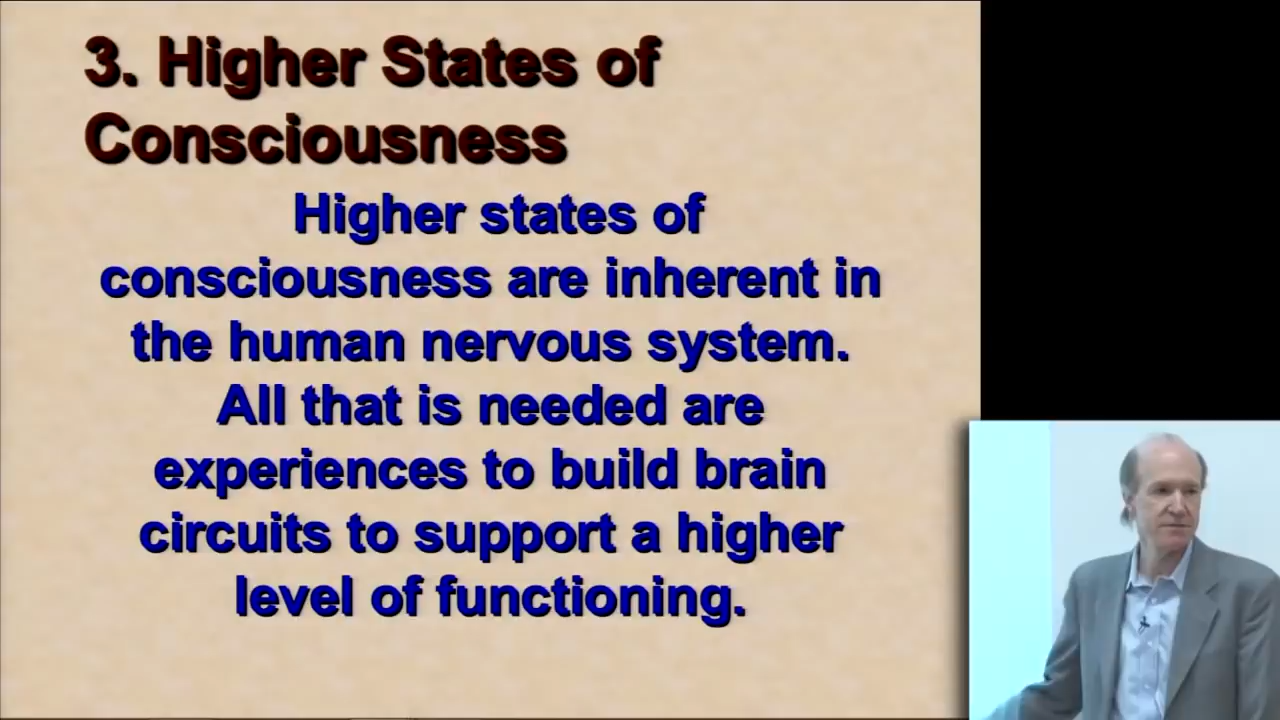 3. Higher States of
Consciousness
Higher states of
consciousness are inherent in
the human nervous system.
All that is needed are
experiences to build brain
circuits to support a higher
level of functioning.